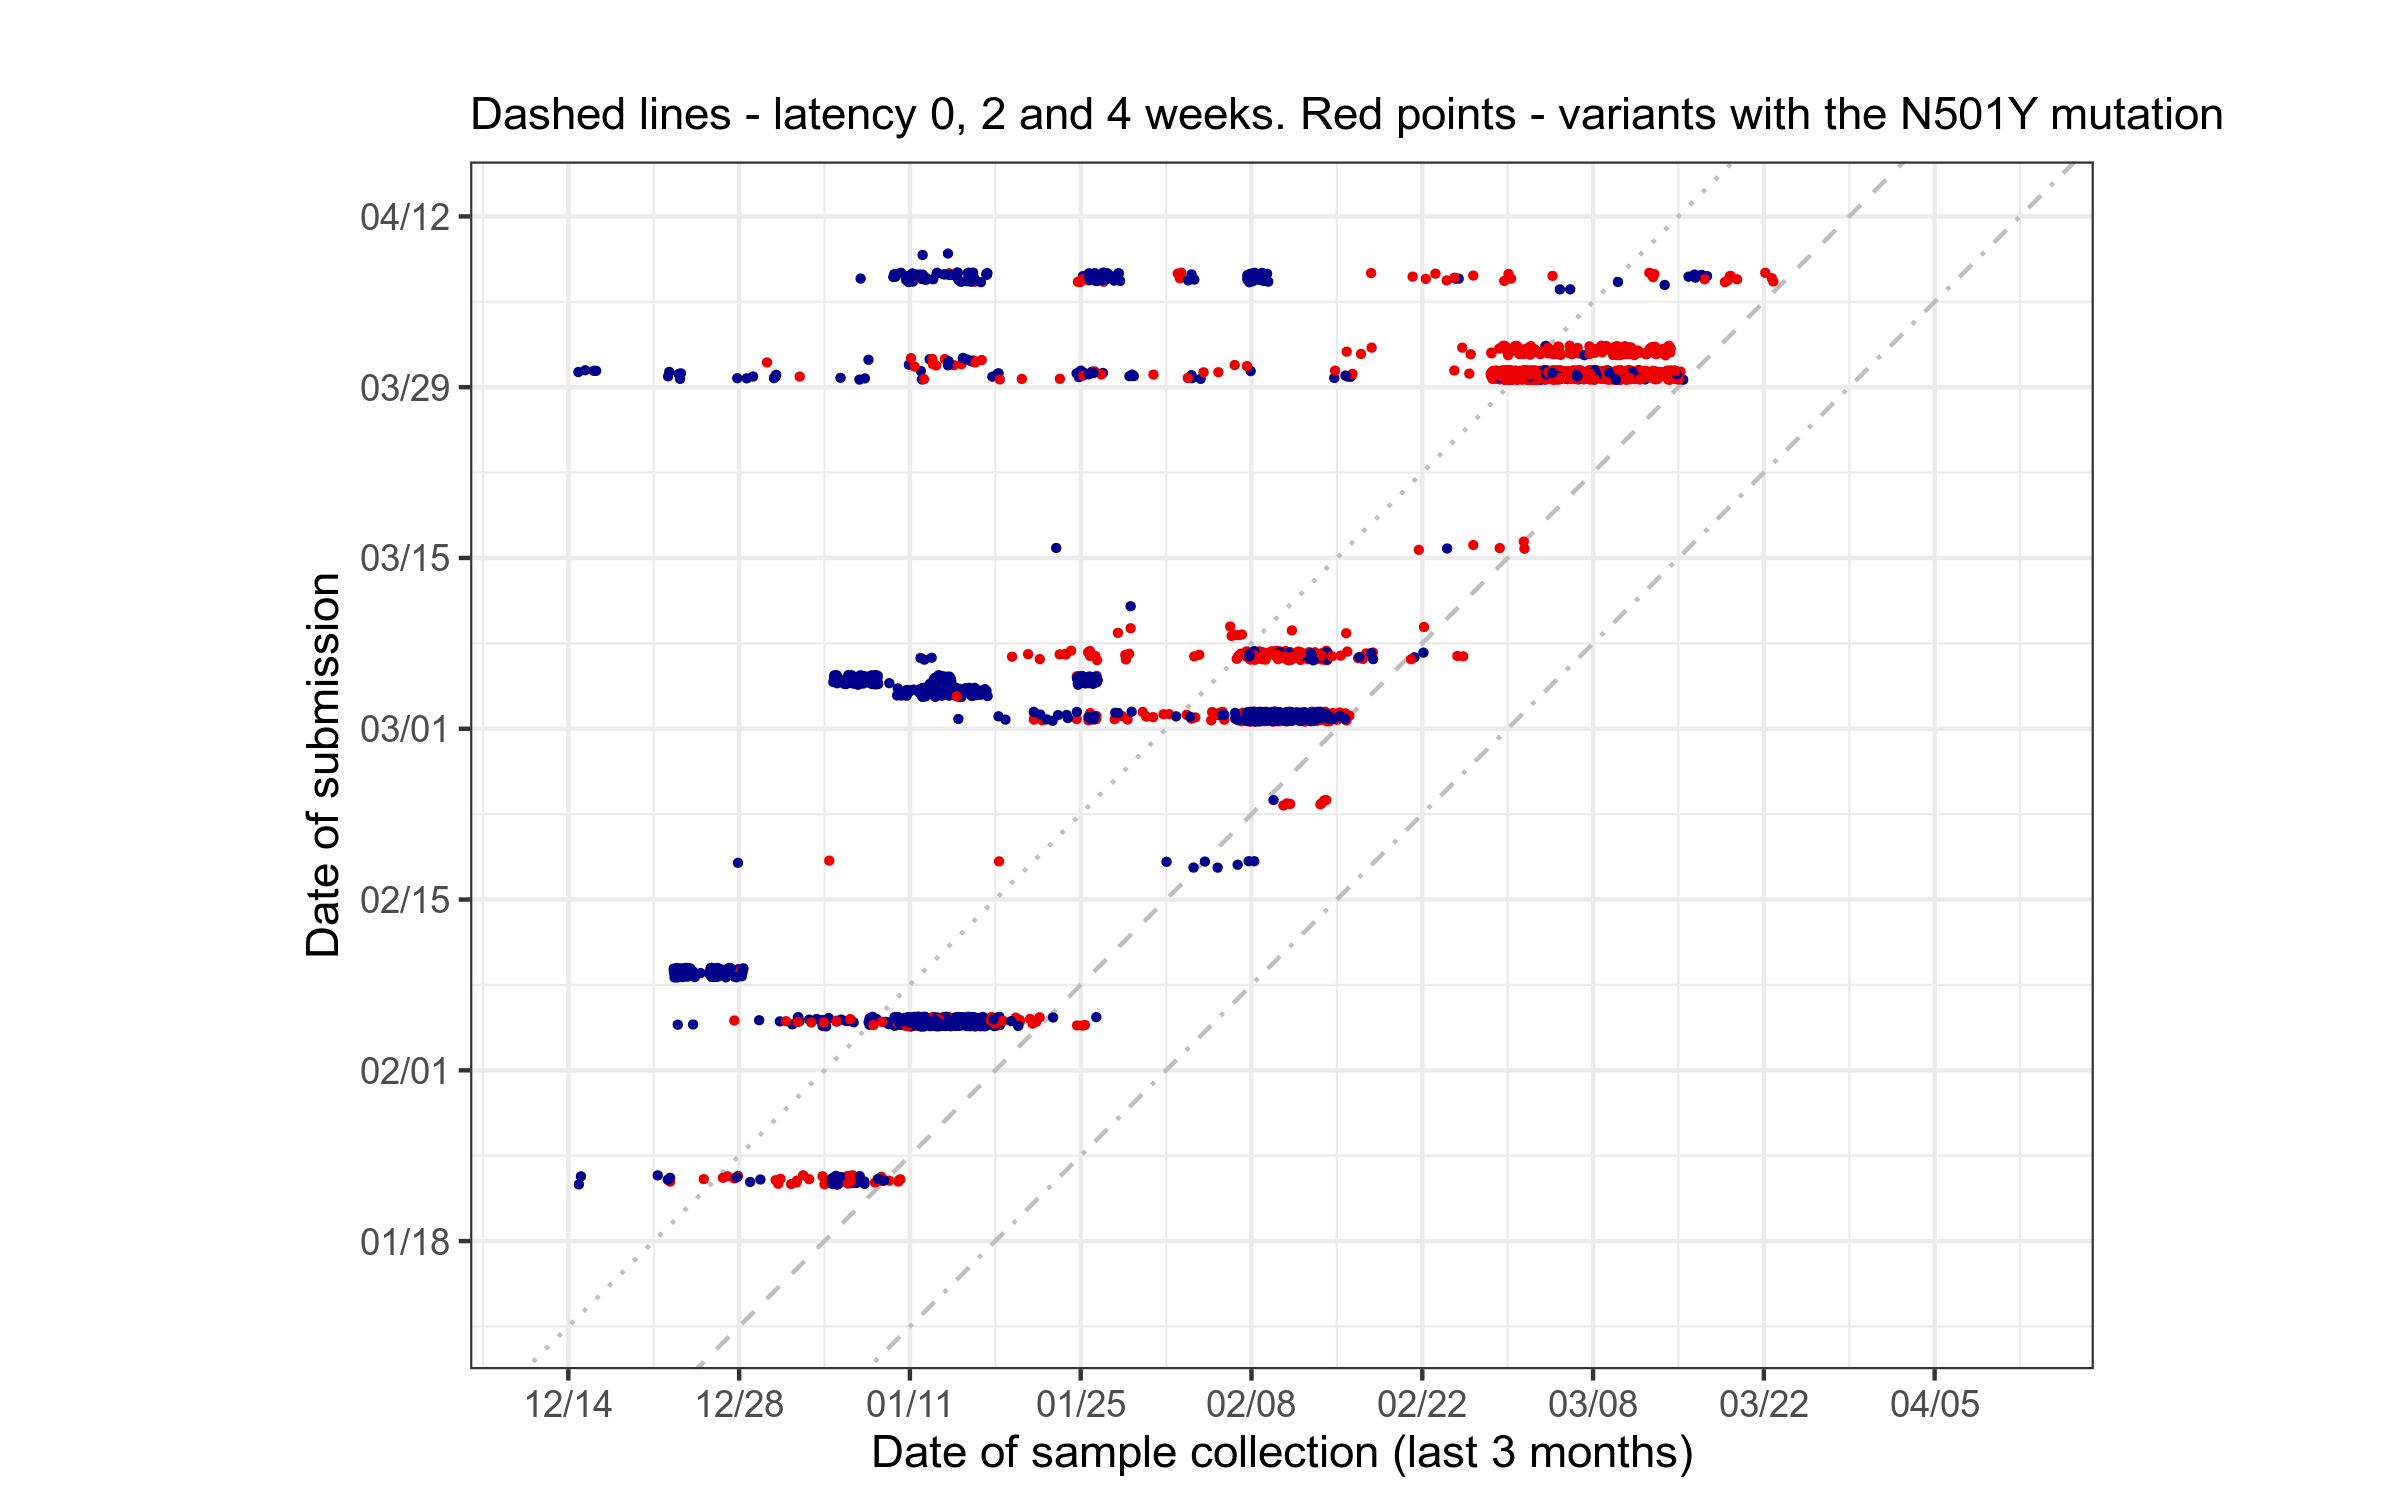 Dashed lines - latency 0, 2 and 4 weeks. Red points - variants with the N501Y mutation
04/12
03/29
03/15
03/01
02/15
02/01
01/18
Date of submission
12/14 12/28 01/11 01/25 02/08 02/22 03/08 03/22 04/05
Date of sample collection (last 3 months)